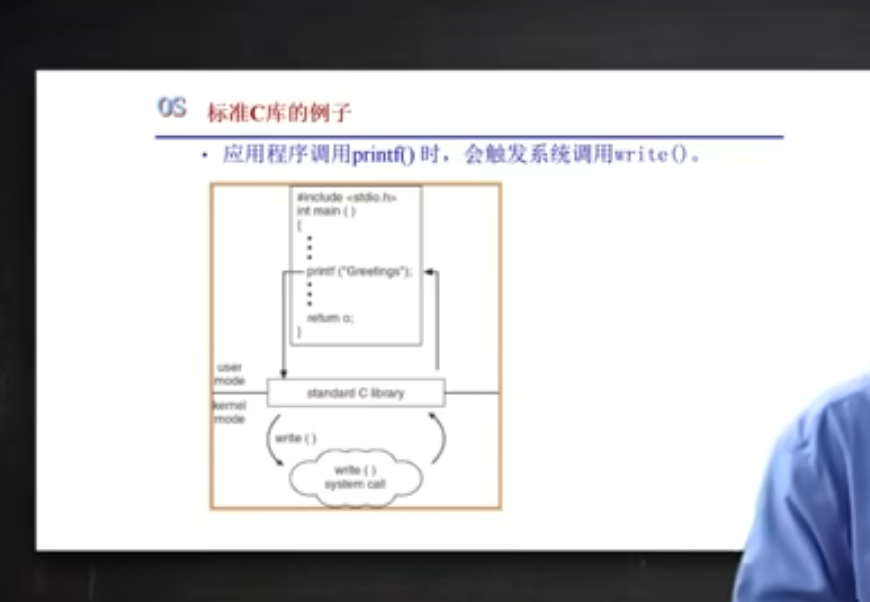 OS 标准C库的例子
• 应用程序调用printf() 时，会触发系统调用write()。
#include <stdio.h>
int main ( )
{
•
•
•
printf ("Greetings");
•
•
•
return o;
}
user
mode
standard C library
kernel
mode
write ( )
write ( )
system call